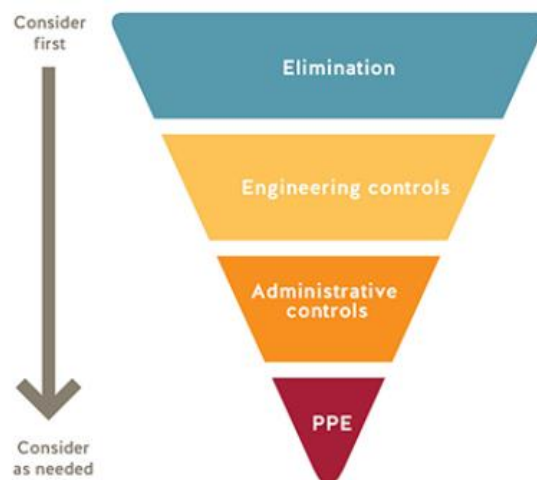 Consider
first
Elimination
Engineering controls
Administrative
controls
PPE
Consider
as needed